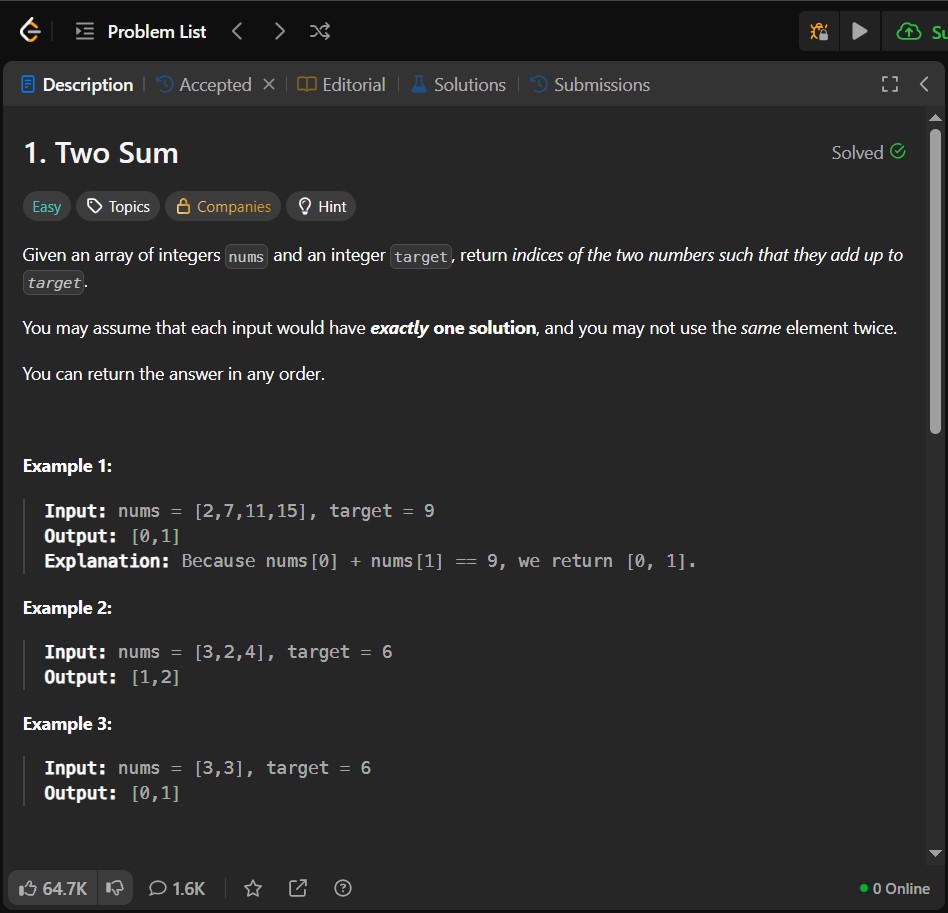 Problem List
Su
Description
Accepted
Editorial
Solutions
Submissions
1. Two Sum
Solved
Easy
Topics
Companies
Hint
Given an array of integers nums and an integer target, return indices of the two numbers such that they add up to
target.
You may assume that each input would have exactly one solution, and you may not use the same element twice.
You can return the answer in any order.
Example 1:
Input: nums = [2,7,11,15], target = 9
Output: [0,1]
Explanation: Because nums[0] + nums[1] == 9, we return [0, 1].
Example 2:
Input: nums = [3,2,4], target = 6
Output: [1,2]
Example 3:
Input: nums = [3,3], target = 6
Output: [0,1]
64.7K
1.6K
0 Online